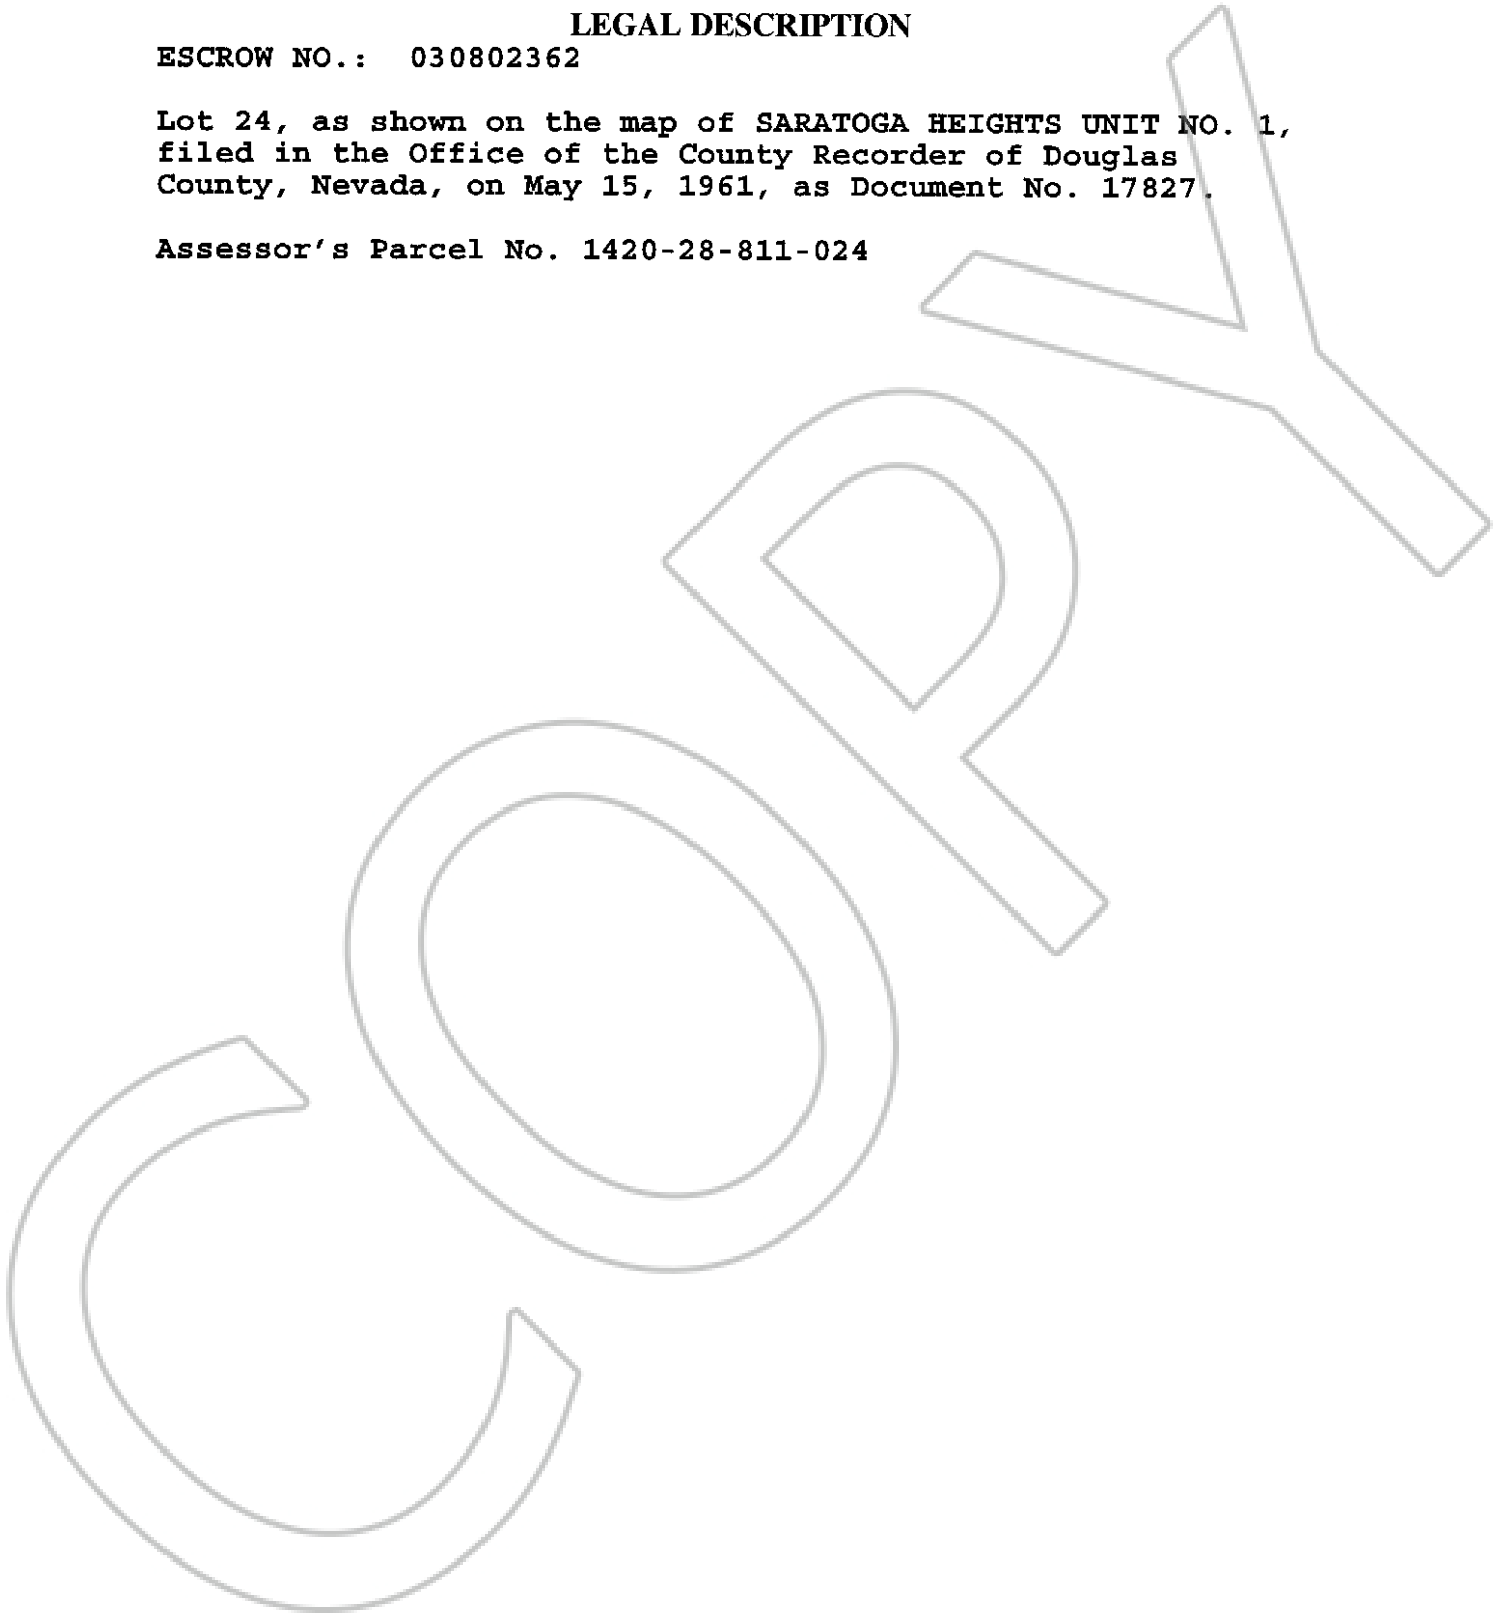 LEGAL DESCRIPTION
ESCROW NO.: 030802362
Lot 24, as shown on the map of SARATOGA HEIGHTS UNIT NO. 1,
filed in the Office of the County Recorder of Douglas
County, Nevada, on May 15, 1961, as Document No. 17827.
Assessor's Parcel No. 1420-28-811-024
COPY